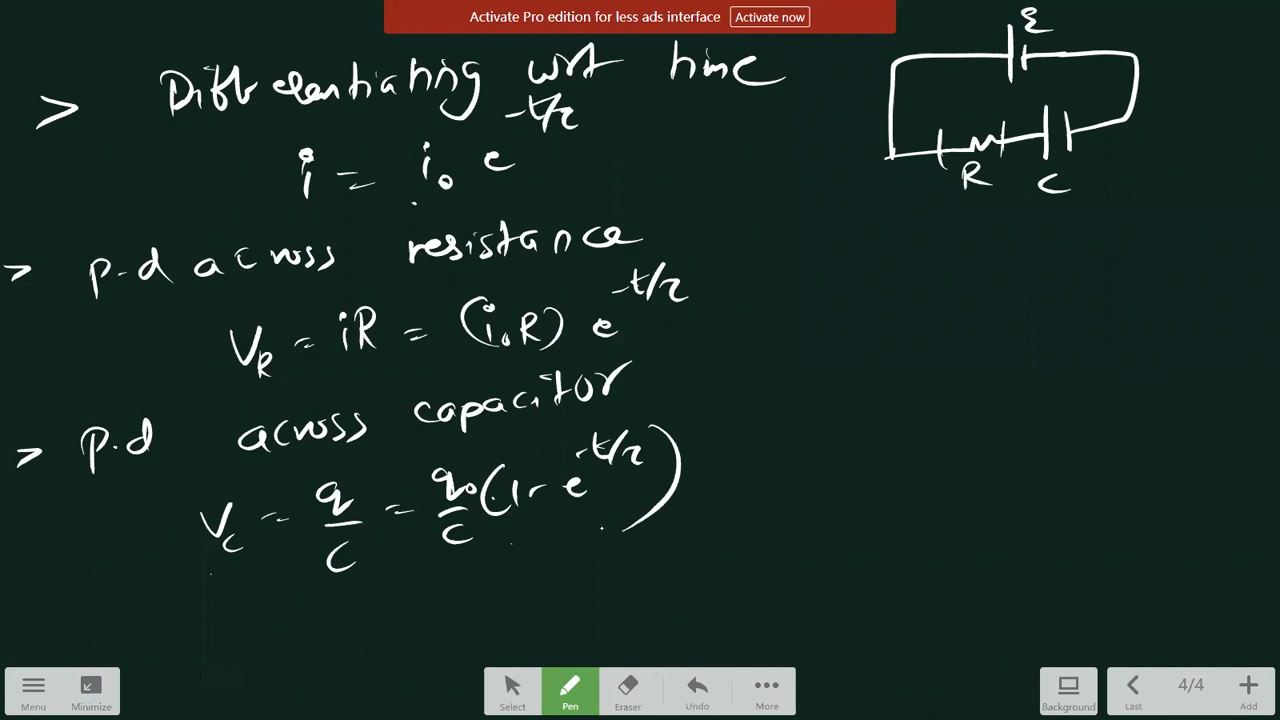 Activate Pro edition for less ads interface Activate now
> Differentiating wrt time
i = i₀ e^(-t/τ)
> p-d across resistance
V_R = iR = (i₀R) e^(-t/τ)
> p.d across capacitor
V_c = q/C = q₀/C (1 - e^(-t/τ))
ε
R C
Menu Minimize Select Pen Eraser Undo More Background Last 4/4 Add